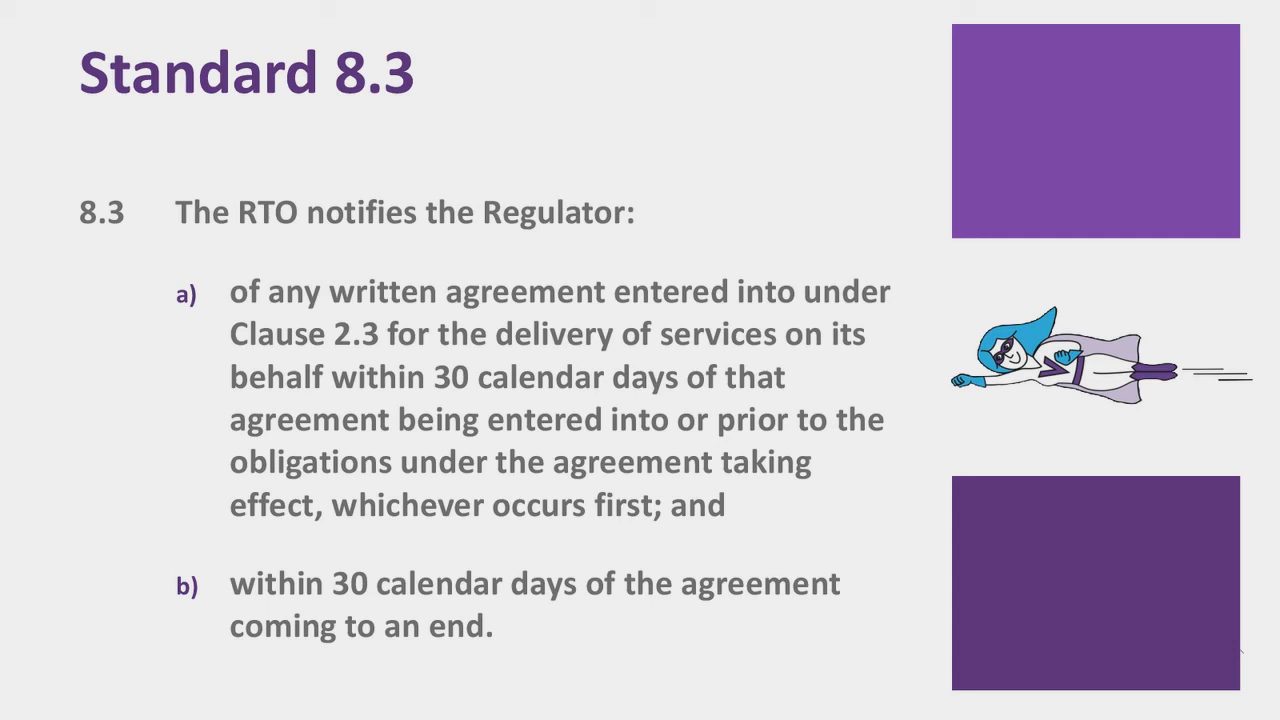 Standard 8.3
8.3 The RTO notifies the Regulator:
a) of any written agreement entered into under
Clause 2.3 for the delivery of services on its
behalf within 30 calendar days of that
agreement being entered into or prior to the
obligations under the agreement taking
effect, whichever occurs first; and
b) within 30 calendar days of the agreement
coming to an end.
V